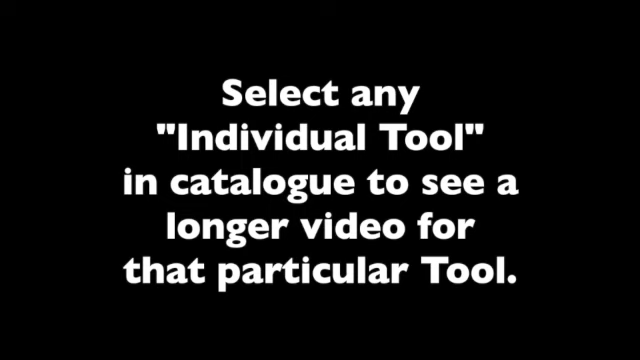 Select any
"Individual Tool"
in catalogue to see a
longer video for
that particular Tool.